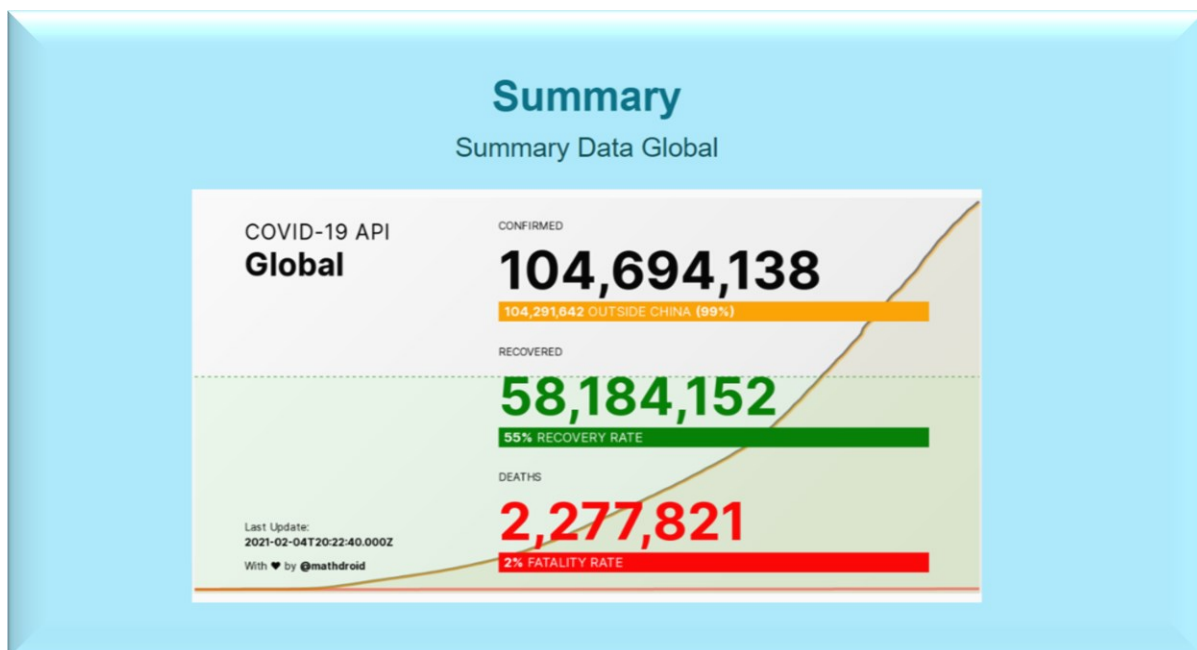 Summary
Summary Data Global
COVID-19 API
Global
CONFIRMED
104,694,138
104,291,642 OUTSIDE CHINA (99%)
RECOVERED
58,184,152
55% RECOVERY RATE
DEATHS
2,277,821
2% FATALITY RATE
Last Update:
2021-02-04T20:22:40.000Z
With ♥ by @mathdroid